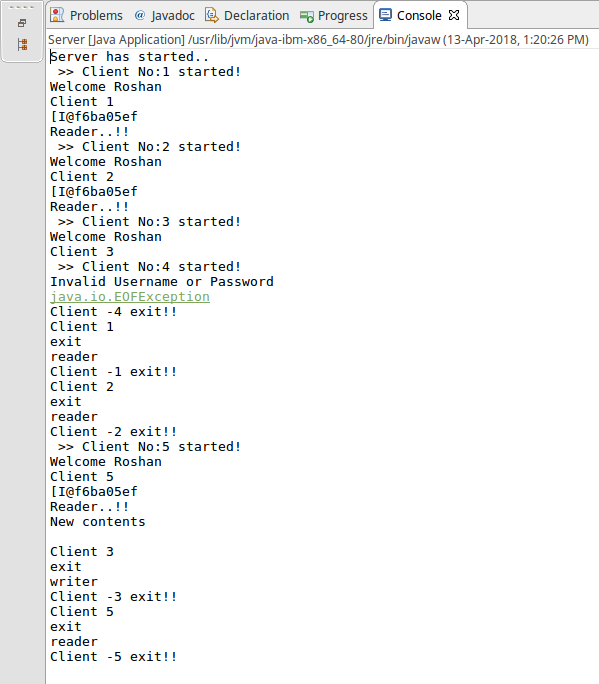 Problems @ Javadoc Declaration Progress Console
Server [Java Application] /usr/lib/jvm/java-ibm-x86_64-80/jre/bin/javaw (13-Apr-2018, 1:20:26 PM)
Server has started..
 >> Client No:1 started!
Welcome Roshan
Client 1
[I@f6ba05ef
Reader..!!
 >> Client No:2 started!
Welcome Roshan
Client 2
[I@f6ba05ef
Reader..!!
 >> Client No:3 started!
Welcome Roshan
Client 3
 >> Client No:4 started!
Invalid Username or Password
java.io.EOFException
Client -4 exit!!
Client 1
exit
reader
Client -1 exit!!
Client 2
exit
reader
Client -2 exit!!
 >> Client No:5 started!
Welcome Roshan
Client 5
[I@f6ba05ef
Reader..!!
New contents
Client 3
exit
writer
Client -3 exit!!
Client 5
exit
reader
Client -5 exit!!